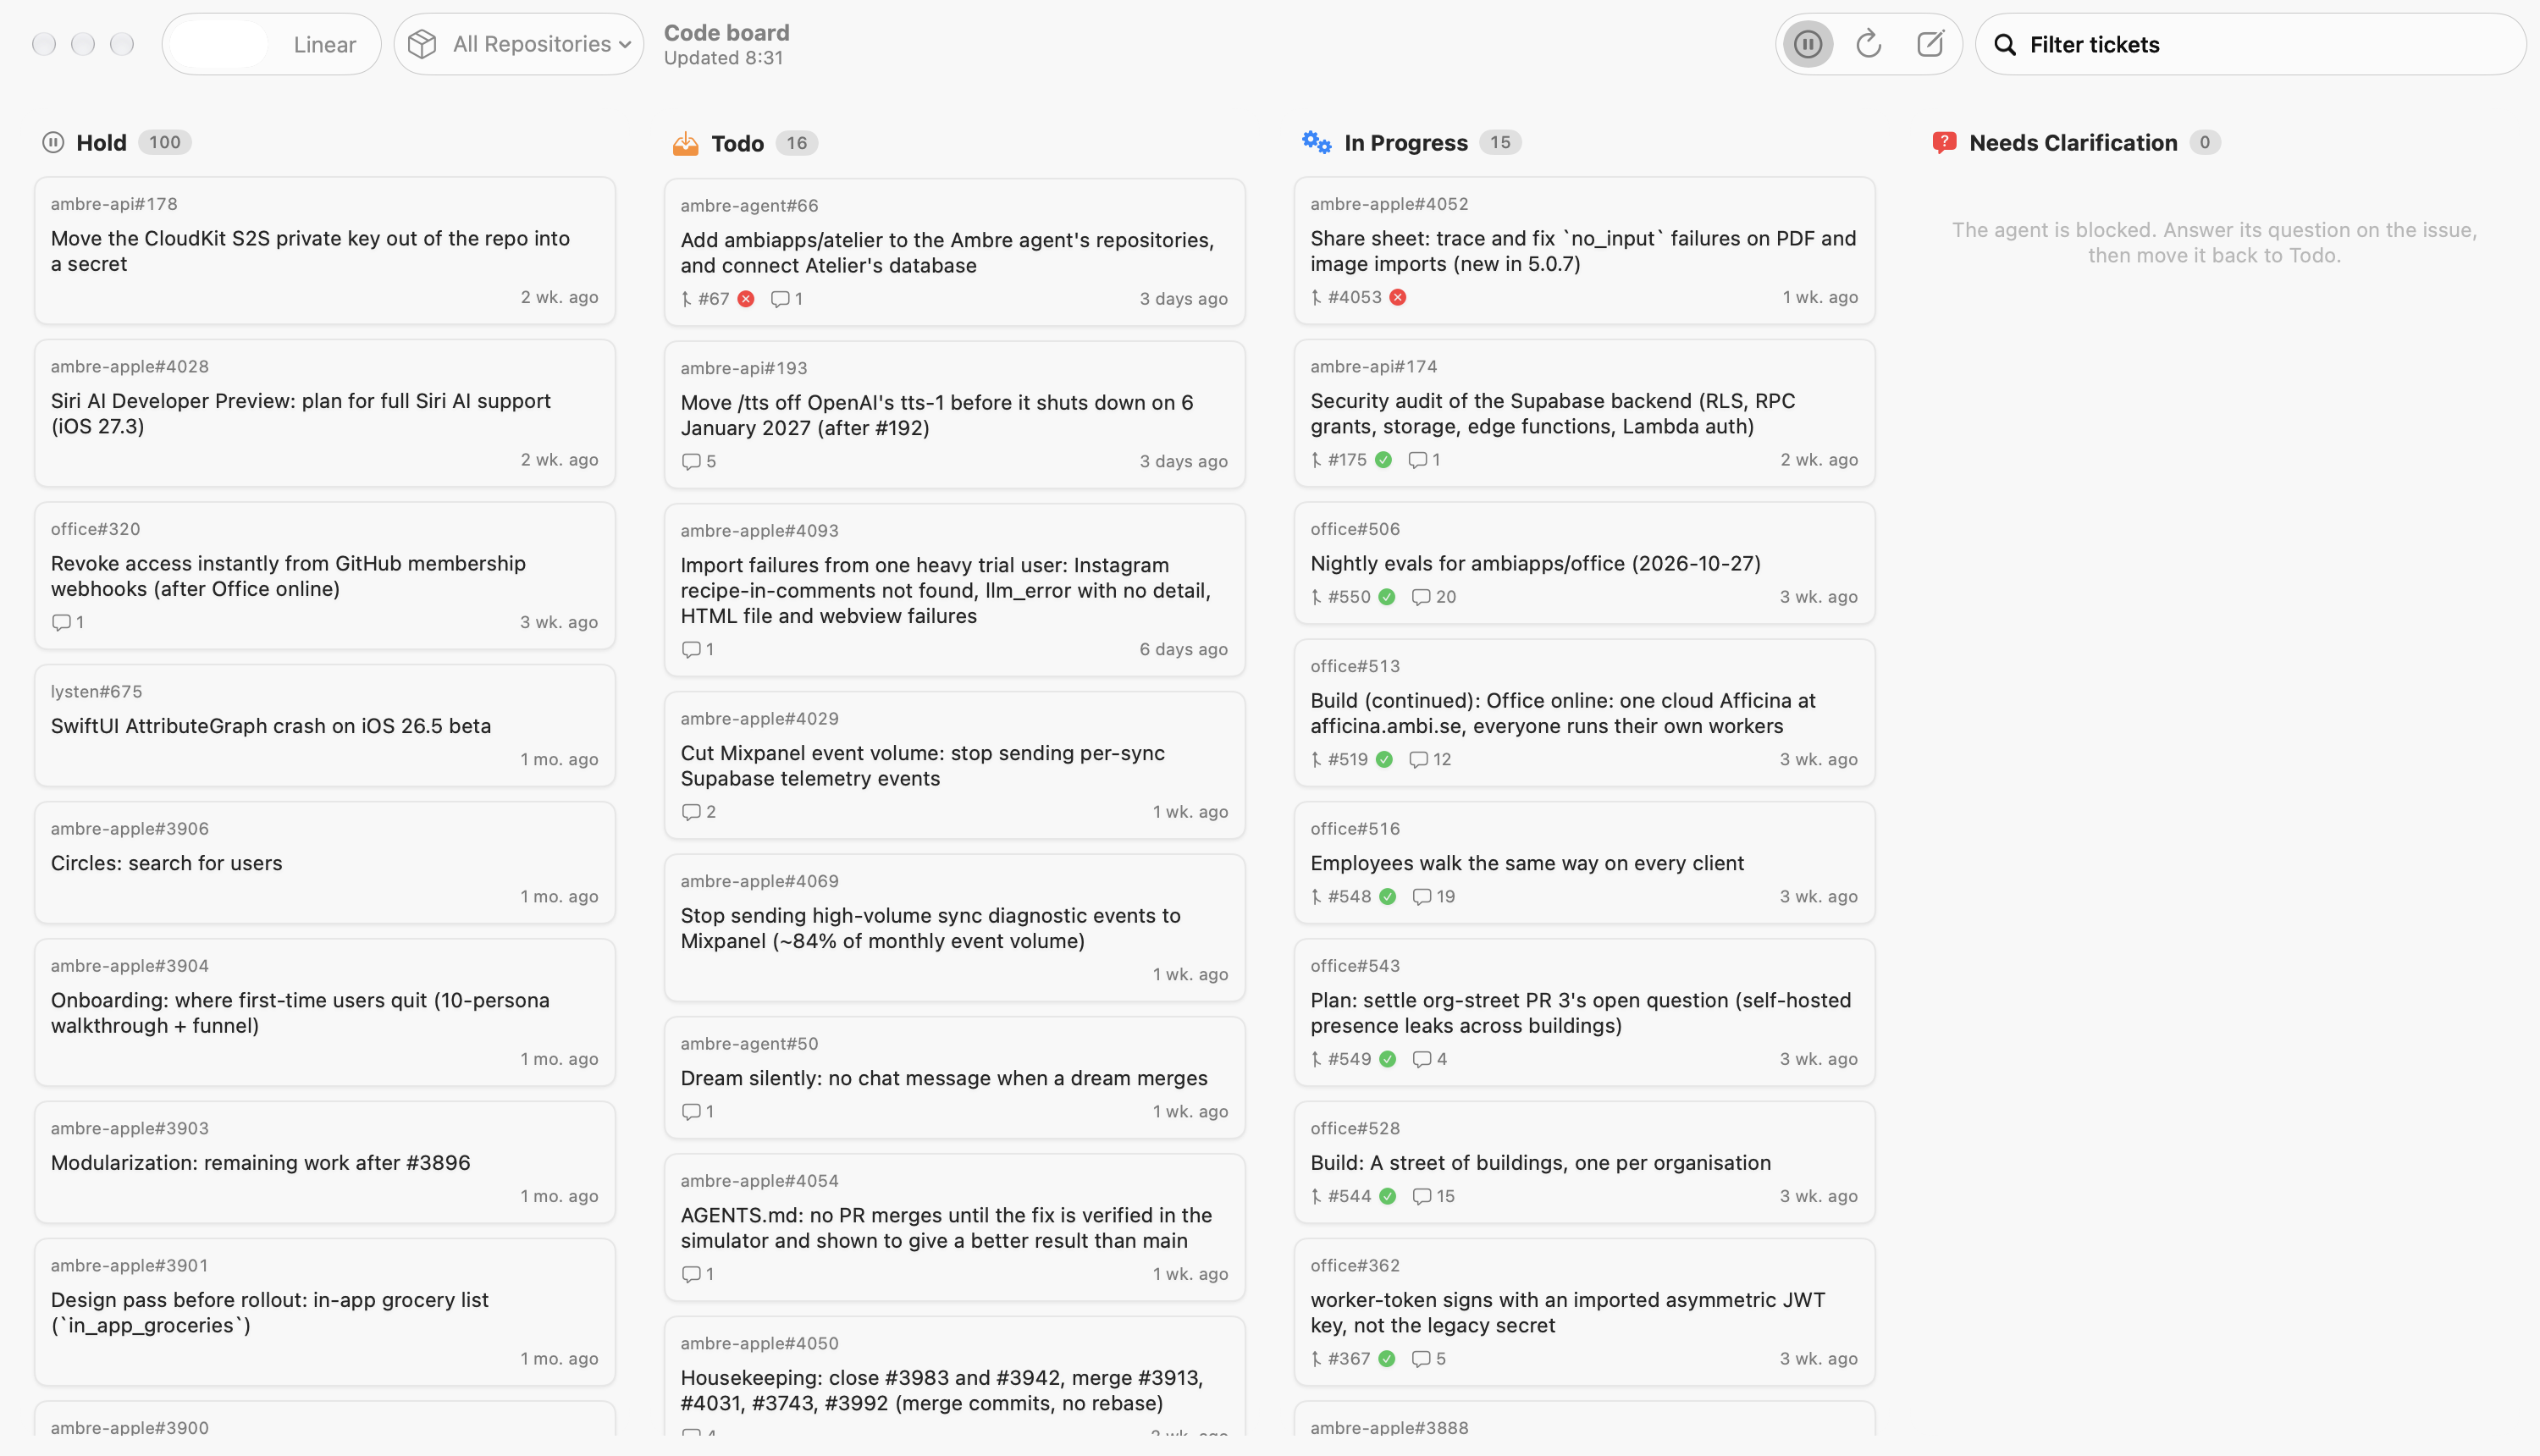 Linear
All Repositories
Code board
Updated 8:31
Filter tickets
Hold 100
ambre-api#178
Move the CloudKit S2S private key out of the repo into
a secret
2 wk. ago
ambre-apple#4028
Siri AI Developer Preview: plan for full Siri AI support
(iOS 27.3)
2 wk. ago
office#320
Revoke access instantly from GitHub membership
webhooks (after Office online)
1 3 wk. ago
lysten#675
SwiftUI AttributeGraph crash on iOS 26.5 beta
1 mo. ago
ambre-apple#3906
Circles: search for users
1 mo. ago
ambre-apple#3904
Onboarding: where first-time users quit (10-persona
walkthrough + funnel)
1 mo. ago
ambre-apple#3903
Modularization: remaining work after #3896
1 mo. ago
ambre-apple#3901
Design pass before rollout: in-app grocery list
(`in_app_groceries`)
1 mo. ago
ambre-apple#3900
Todo 16
ambre-agent#66
Add ambiapps/atelier to the Ambre agent's repositories,
and connect Atelier's database
#67 1 3 days ago
ambre-api#193
Move /tts off OpenAI's tts-1 before it shuts down on 6
January 2027 (after #192)
5 3 days ago
ambre-apple#4093
Import failures from one heavy trial user: Instagram
recipe-in-comments not found, llm_error with no detail,
HTML file and webview failures
1 6 days ago
ambre-apple#4029
Cut Mixpanel event volume: stop sending per-sync
Supabase telemetry events
2 1 wk. ago
ambre-apple#4069
Stop sending high-volume sync diagnostic events to
Mixpanel (~84% of monthly event volume)
1 wk. ago
ambre-agent#50
Dream silently: no chat message when a dream merges
1 1 wk. ago
ambre-apple#4054
AGENTS.md: no PR merges until the fix is verified in the
simulator and shown to give a better result than main
1 1 wk. ago
ambre-apple#4050
Housekeeping: close #3983 and #3942, merge #3913,
#4031, #3743, #3992 (merge commits, no rebase)
In Progress 15
ambre-apple#4052
Share sheet: trace and fix `no_input` failures on PDF and
image imports (new in 5.0.7)
#4053 1 wk. ago
ambre-api#174
Security audit of the Supabase backend (RLS, RPC
grants, storage, edge functions, Lambda auth)
#175 1 2 wk. ago
office#506
Nightly evals for ambiapps/office (2026-10-27)
#550 20 3 wk. ago
office#513
Build (continued): Office online: one cloud Afficina at
afficina.ambi.se, everyone runs their own workers
#519 12 3 wk. ago
office#516
Employees walk the same way on every client
#548 19 3 wk. ago
office#543
Plan: settle org-street PR 3's open question (self-hosted
presence leaks across buildings)
#549 4 3 wk. ago
office#528
Build: A street of buildings, one per organisation
#544 15 3 wk. ago
office#362
worker-token signs with an imported asymmetric JWT
key, not the legacy secret
#367 5 3 wk. ago
ambre-apple#3888
Needs Clarification 0
The agent is blocked. Answer its question on the issue,
then move it back to Todo.